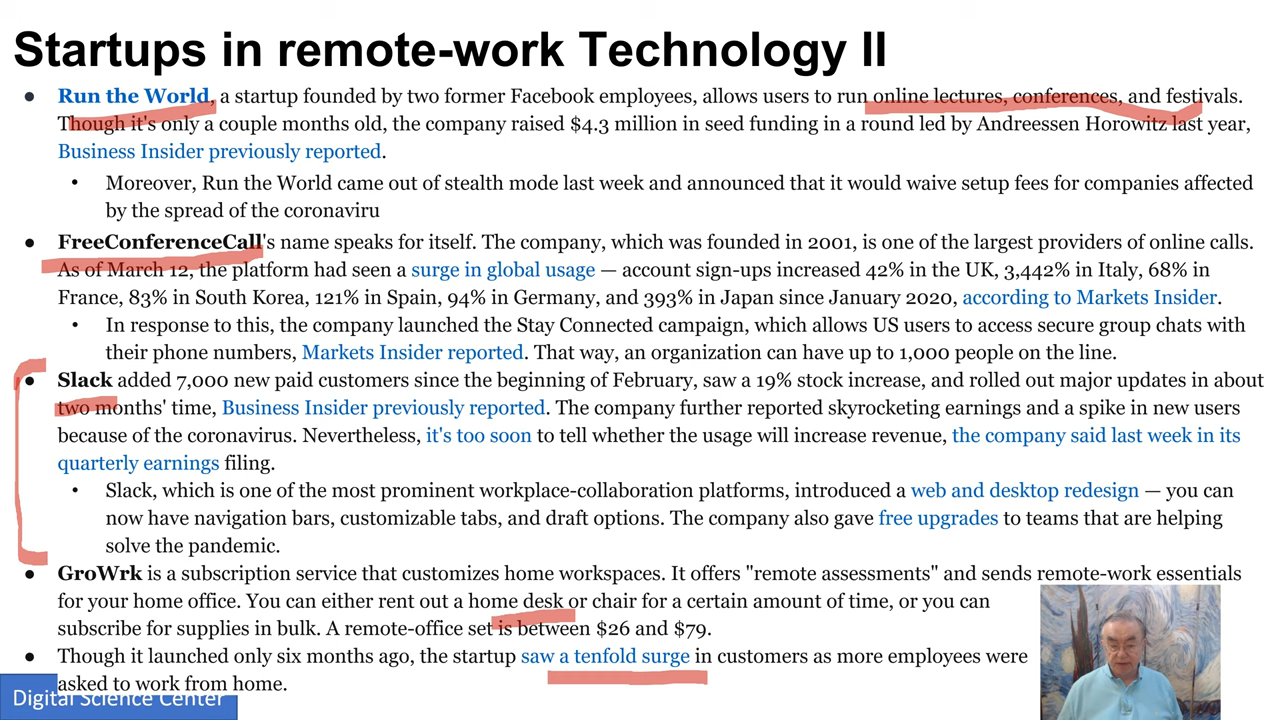 Startups in remote-work Technology II
● Run the World, a startup founded by two former Facebook employees, allows users to run online lectures, conferences, and festivals.
Though it's only a couple months old, the company raised $4.3 million in seed funding in a round led by Andreessen Horowitz last year,
Business Insider previously reported.
• Moreover, Run the World came out of stealth mode last week and announced that it would waive setup fees for companies affected
by the spread of the coronaviru
● FreeConferenceCall's name speaks for itself. The company, which was founded in 2001, is one of the largest providers of online calls.
As of March 12, the platform had seen a surge in global usage — account sign-ups increased 42% in the UK, 3,442% in Italy, 68% in
France, 83% in South Korea, 121% in Spain, 94% in Germany, and 393% in Japan since January 2020, according to Markets Insider.
• In response to this, the company launched the Stay Connected campaign, which allows US users to access secure group chats with
their phone numbers, Markets Insider reported. That way, an organization can have up to 1,000 people on the line.
● Slack added 7,000 new paid customers since the beginning of February, saw a 19% stock increase, and rolled out major updates in about
two months' time, Business Insider previously reported. The company further reported skyrocketing earnings and a spike in new users
because of the coronavirus. Nevertheless, it's too soon to tell whether the usage will increase revenue, the company said last week in its
quarterly earnings filing.
• Slack, which is one of the most prominent workplace-collaboration platforms, introduced a web and desktop redesign — you can
now have navigation bars, customizable tabs, and draft options. The company also gave free upgrades to teams that are helping
solve the pandemic.
● GroWrk is a subscription service that customizes home workspaces. It offers "remote assessments" and sends remote-work essentials
for your home office. You can either rent out a home desk or chair for a certain amount of time, or you can
subscribe for supplies in bulk. A remote-office set is between $26 and $79.
● Though it launched only six months ago, the startup saw a tenfold surge in customers as more employees were
asked to work from home.
Digital Science Center